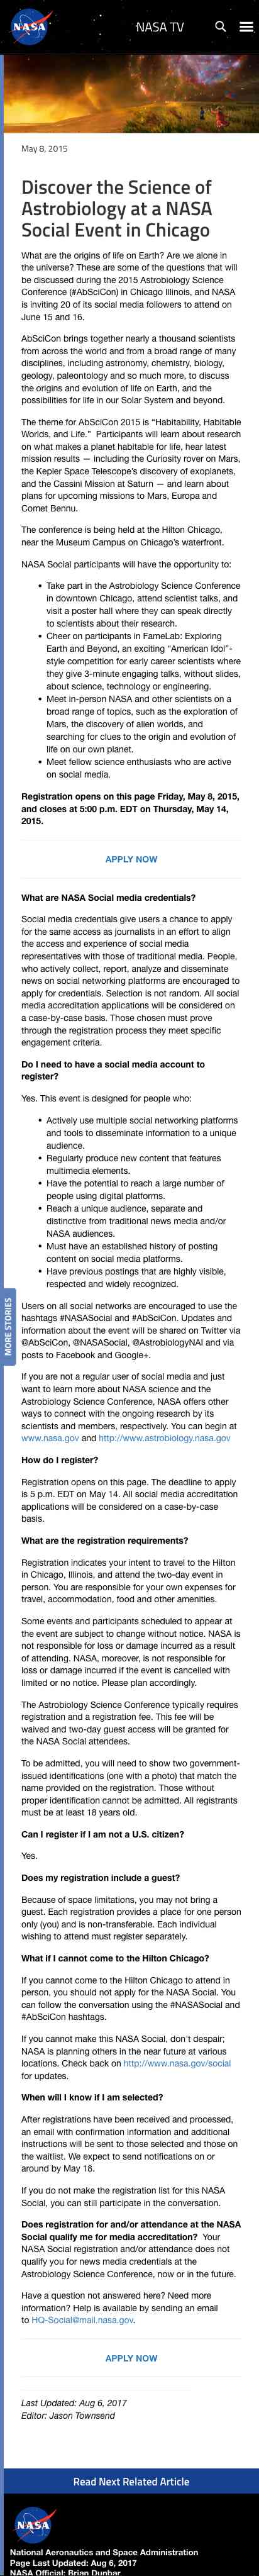 NASA
NASA TV
May 8, 2015
Discover the Science of
Astrobiology at a NASA
Social Event in Chicago
What are the origins of life on Earth? Are we alone in
the universe? These are some of the questions that will
be discussed during the 2015 Astrobiology Science
Conference (#AbSciCon) in Chicago Illinois, and NASA
is inviting 20 of its social media followers to attend on
June 15 and 16.
AbSciCon brings together nearly a thousand scientists
from across the world and from a broad range of many
disciplines, including astronomy, chemistry, biology,
geology, paleontology and so much more, to discuss
the origins and evolution of life on Earth, and the
possibilities for life in our Solar System and beyond.
The theme for AbSciCon 2015 is “Habitability, Habitable
Worlds, and Life.”  Participants will learn about research
on what makes a planet habitable for life, hear latest
mission results — including the Curiosity rover on Mars,
the Kepler Space Telescope’s discovery of exoplanets,
and the Cassini Mission at Saturn — and learn about
plans for upcoming missions to Mars, Europa and
Comet Bennu.
The conference is being held at the Hilton Chicago,
near the Museum Campus on Chicago’s waterfront.
NASA Social participants will have the opportunity to:
• Take part in the Astrobiology Science Conference
in downtown Chicago, attend scientist talks, and
visit a poster hall where they can speak directly
to scientists about their research.
• Cheer on participants in FameLab: Exploring
Earth and Beyond, an exciting “American Idol”-
style competition for early career scientists where
they give 3-minute engaging talks, without slides,
about science, technology or engineering.
• Meet in-person NASA and other scientists on a
broad range of topics, such as the exploration of
Mars, the discovery of alien worlds, and
searching for clues to the origin and evolution of
life on our own planet.
• Meet fellow science enthusiasts who are active
on social media.
Registration opens on this page Friday, May 8, 2015,
and closes at 5:00 p.m. EDT on Thursday, May 14,
2015.
APPLY NOW
What are NASA Social media credentials?
Social media credentials give users a chance to apply
for the same access as journalists in an effort to align
the access and experience of social media
representatives with those of traditional media. People,
who actively collect, report, analyze and disseminate
news on social networking platforms are encouraged to
apply for credentials. Selection is not random. All social
media accreditation applications will be considered on
a case-by-case basis. Those chosen must prove
through the registration process they meet specific
engagement criteria.
Do I need to have a social media account to
register?
Yes. This event is designed for people who:
• Actively use multiple social networking platforms
and tools to disseminate information to a unique
audience.
• Regularly produce new content that features
multimedia elements.
• Have the potential to reach a large number of
people using digital platforms.
• Reach a unique audience, separate and
distinctive from traditional news media and/or
NASA audiences.
• Must have an established history of posting
content on social media platforms.
• Have previous postings that are highly visible,
respected and widely recognized.
MORE STORIES
Users on all social networks are encouraged to use the
hashtags #NASASocial and #AbSciCon. Updates and
information about the event will be shared on Twitter via
@AbSciCon, @NASASocial, @AstrobiologyNAI and via
posts to Facebook and Google+.
If you are not a regular user of social media and just
want to learn more about NASA science and the
Astrobiology Science Conference, NASA offers other
ways to connect with the ongoing research by its
scientists and members, respectively. You can begin at
www.nasa.gov and http://www.astrobiology.nasa.gov
How do I register?
Registration opens on this page. The deadline to apply
is 5 p.m. EDT on May 14. All social media accreditation
applications will be considered on a case-by-case
basis.
What are the registration requirements?
Registration indicates your intent to travel to the Hilton
in Chicago, Illinois, and attend the two-day event in
person. You are responsible for your own expenses for
travel, accommodation, food and other amenities.
Some events and participants scheduled to appear at
the event are subject to change without notice. NASA is
not responsible for loss or damage incurred as a result
of attending. NASA, moreover, is not responsible for
loss or damage incurred if the event is cancelled with
limited or no notice. Please plan accordingly.
The Astrobiology Science Conference typically requires
registration and a registration fee. This fee will be
waived and two-day guest access will be granted for
the NASA Social attendees.
To be admitted, you will need to show two government-
issued identifications (one with a photo) that match the
name provided on the registration. Those without
proper identification cannot be admitted. All registrants
must be at least 18 years old.
Can I register if I am not a U.S. citizen?
Yes.
Does my registration include a guest?
Because of space limitations, you may not bring a
guest. Each registration provides a place for one person
only (you) and is non-transferable. Each individual
wishing to attend must register separately.
What if I cannot come to the Hilton Chicago?
If you cannot come to the Hilton Chicago to attend in
person, you should not apply for the NASA Social. You
can follow the conversation using the #NASASocial and
#AbSciCon hashtags.
If you cannot make this NASA Social, don’t despair;
NASA is planning others in the near future at various
locations. Check back on http://www.nasa.gov/social
for updates.
When will I know if I am selected?
After registrations have been received and processed,
an email with confirmation information and additional
instructions will be sent to those selected and those on
the waitlist. We expect to send notifications on or
around by May 18.
If you do not make the registration list for this NASA
Social, you can still participate in the conversation.
Does registration for and/or attendance at the NASA
Social qualify me for media accreditation?  Your
NASA Social registration and/or attendance does not
qualify you for news media credentials at the
Astrobiology Science Conference, now or in the future.
Have a question not answered here? Need more
information? Help is available by sending an email
to HQ-Social@mail.nasa.gov.
APPLY NOW
Last Updated: Aug 6, 2017
Editor: Jason Townsend
Read Next Related Article
NASA
National Aeronautics and Space Administration
Page Last Updated: Aug 6, 2017
NASA Official: Brian Dunbar